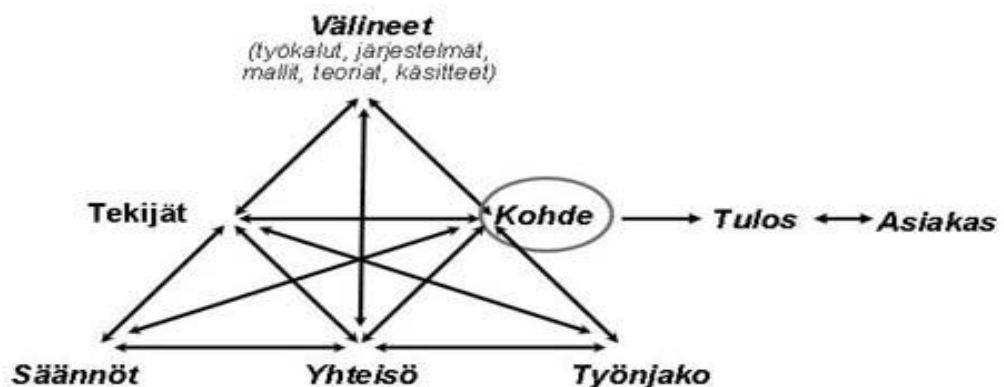 Välineet
(työkalut, järjestelmät,
mallit, teoriat, käsitteet)
Tekijät Kohde Tulos Asiakas
Säännöt Yhteisö Työnjako